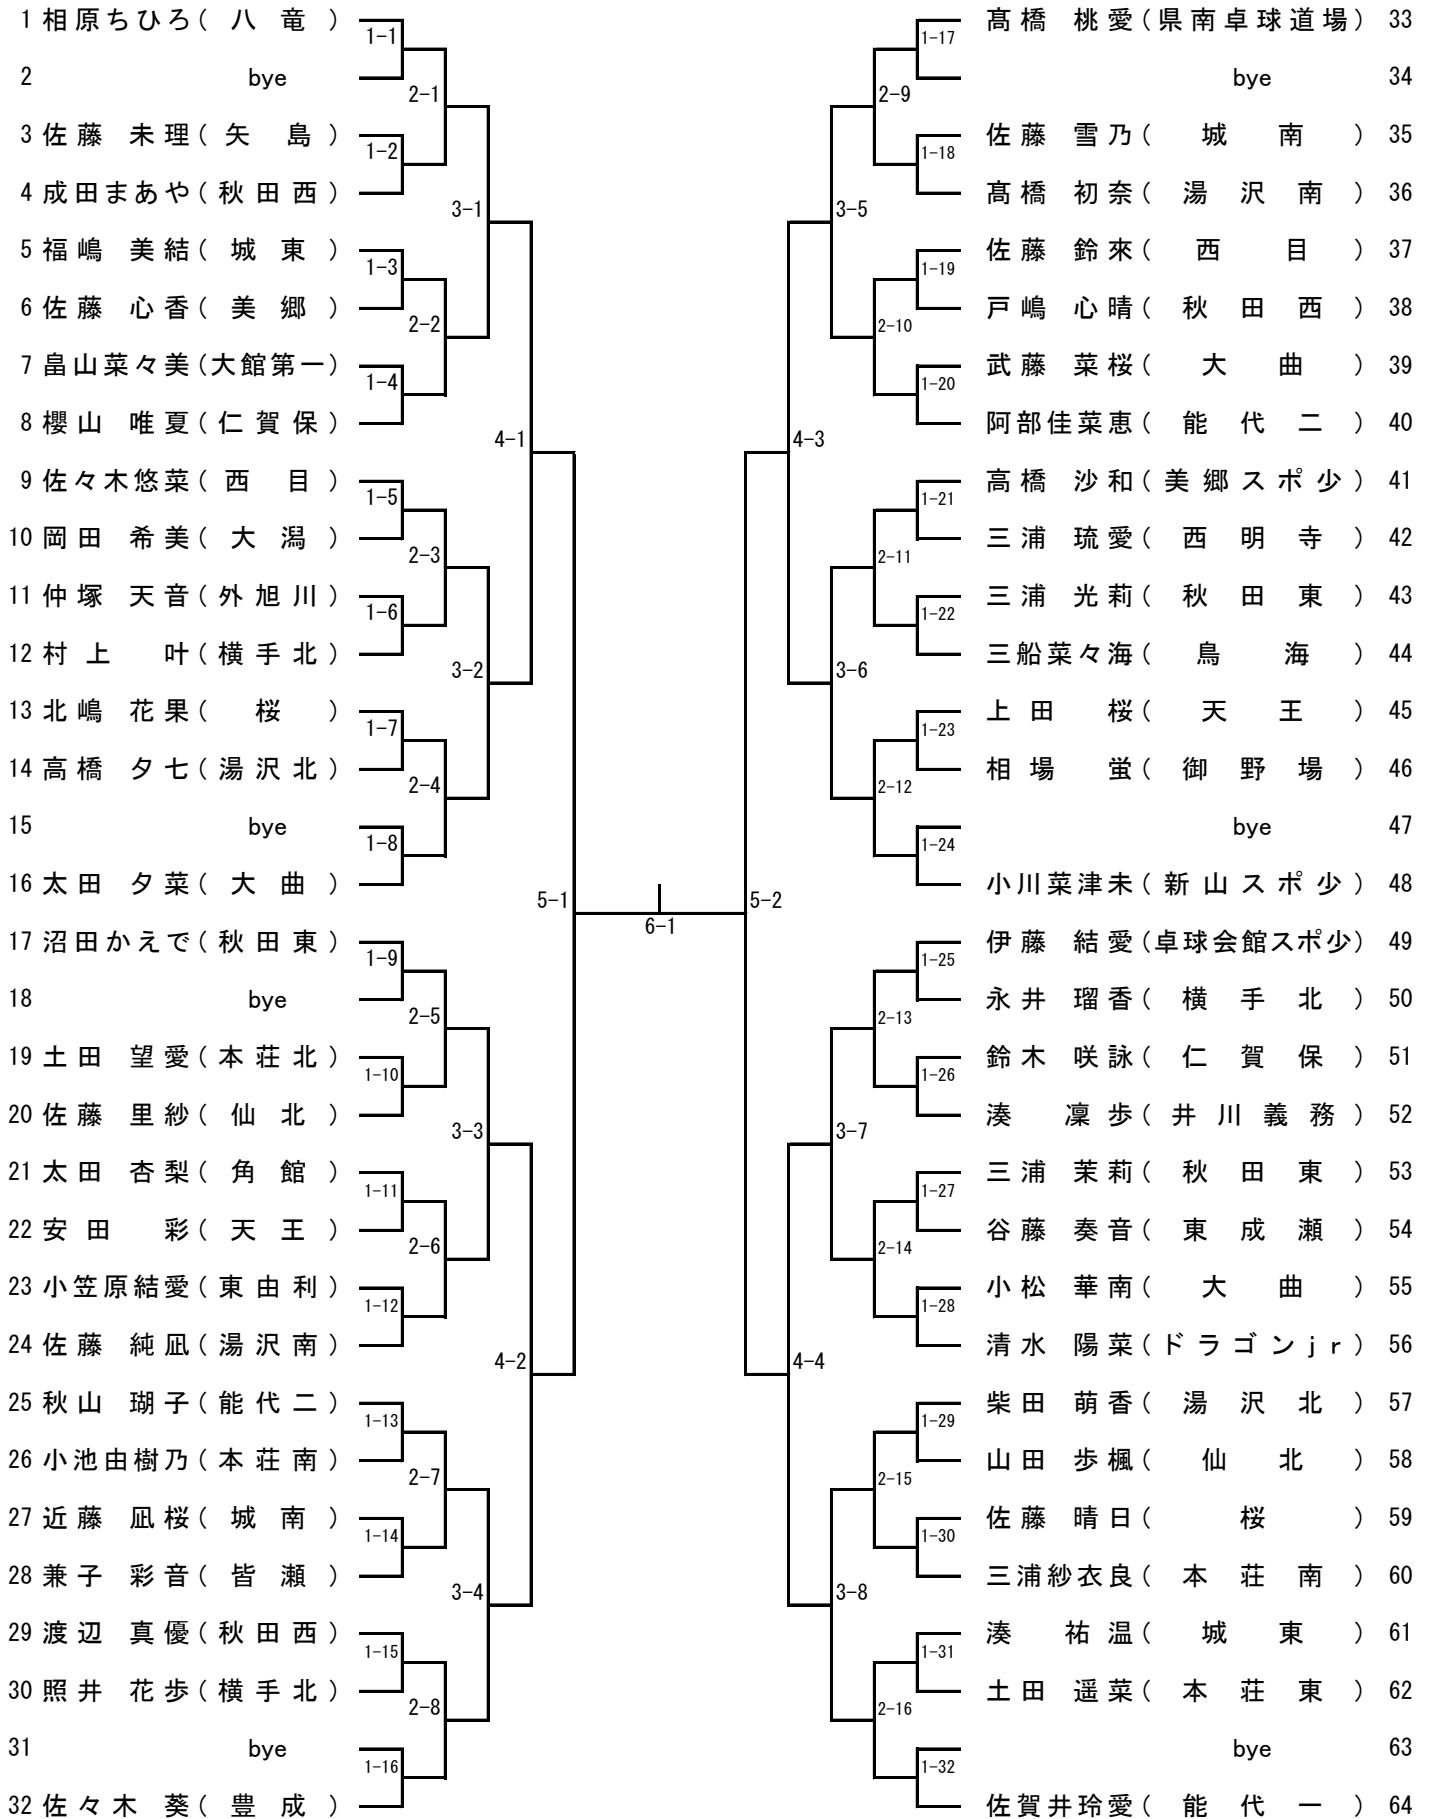 1 相原ちひろ(八竜)
1-1
2 bye
2-1
3 佐藤 未理(矢島)
1-2
4 成田まあや(秋田西)
3-1
5 福嶋 美結(城東)
1-3
6 佐藤 心香(美郷)
2-2
7 畠山菜々美(大館第一)
1-4
8 櫻山 唯夏(仁賀保)
4-1
9 佐々木悠菜(西目)
1-5
10 岡田 希美(大潟)
2-3
11 仲塚 天音(外旭川)
1-6
12 村上 叶(横手北)
3-2
13 北嶋 花果(桜)
1-7
14 高橋 夕七(湯沢北)
2-4
15 bye
1-8
16 太田 夕菜(大曲)
5-1
17 沼田かえで(秋田東)
1-9
18 bye
2-5
19 土田 望愛(本荘北)
1-10
20 佐藤 里紗(仙北)
3-3
21 太田 杏梨(角館)
1-11
22 安田 彩(天王)
2-6
23 小笠原結愛(東由利)
1-12
24 佐藤 純凪(湯沢南)
4-2
25 秋山 瑚子(能代二)
1-13
26 小池由樹乃(本荘南)
2-7
27 近藤 凪桜(城南)
1-14
28 兼子 彩音(皆瀬)
3-4
29 渡辺 真優(秋田西)
1-15
30 照井 花歩(横手北)
2-8
31 bye
1-16
32 佐々木 葵(豊成)
6-1
髙橋 桃愛(県南卓球道場) 33
1-17
bye 34
2-9
佐藤 雪乃(城南) 35
1-18
髙橋 初奈(湯沢南) 36
3-5
佐藤 鈴來(西目) 37
1-19
戸嶋 心晴(秋田西) 38
2-10
武藤 菜桜(大曲) 39
1-20
阿部佳菜恵(能代二) 40
4-3
高橋 沙和(美郷スポ少) 41
1-21
三浦 琉愛(西明寺) 42
2-11
三浦 光莉(秋田東) 43
1-22
三船菜々海(鳥海) 44
3-6
上田 桜(天王) 45
1-23
相場 蛍(御野場) 46
2-12
bye 47
1-24
小川菜津未(新山スポ少) 48
5-2
伊藤 結愛(卓球会館スポ少) 49
1-25
永井 瑠香(横手北) 50
2-13
鈴木 咲詠(仁賀保) 51
1-26
湊 凜歩(井川義務) 52
3-7
三浦 茉莉(秋田東) 53
1-27
谷藤 奏音(東成瀬) 54
2-14
小松 華南(大曲) 55
1-28
清水 陽菜(ドラゴンjr) 56
4-4
柴田 萌香(湯沢北) 57
1-29
山田 歩楓(仙北) 58
2-15
佐藤 晴日(桜) 59
1-30
三浦紗衣良(本荘南) 60
3-8
湊 祐温(城東) 61
1-31
土田 遥菜(本荘東) 62
2-16
bye 63
1-32
佐賀井玲愛(能代一) 64